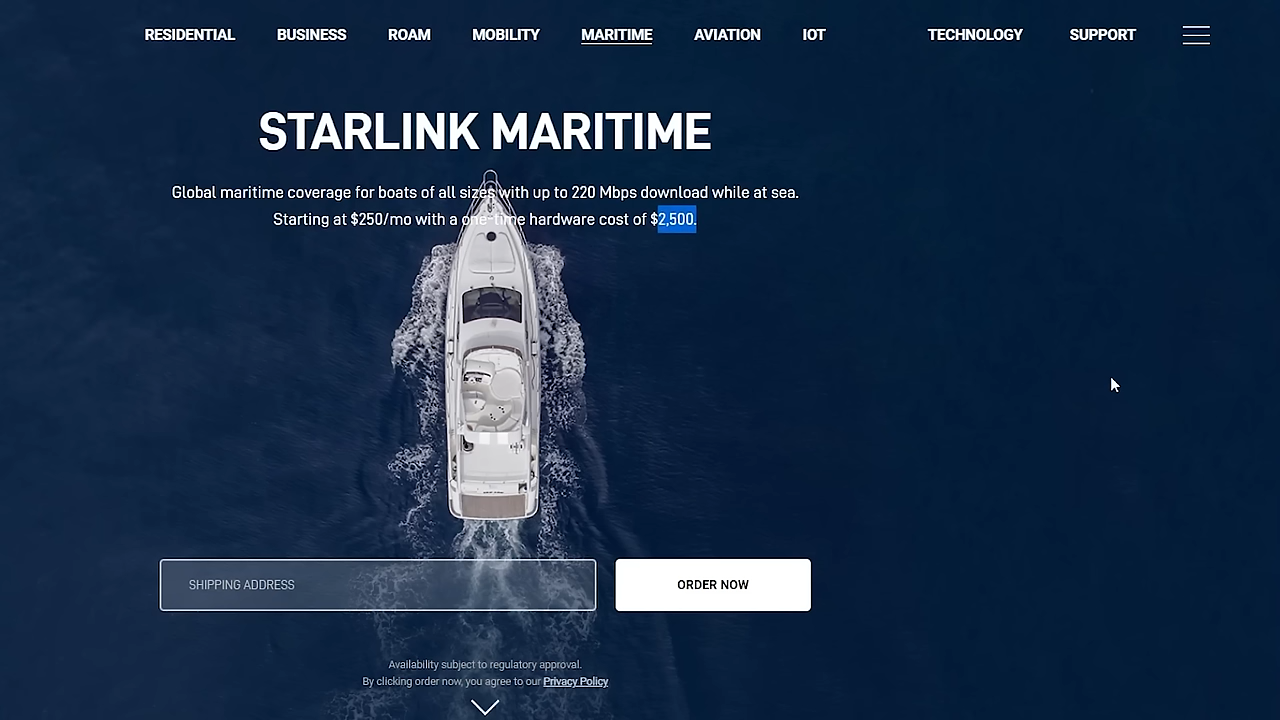 RESIDENTIAL BUSINESS ROAM MOBILITY MARITIME AVIATION IOT TECHNOLOGY SUPPORT
STARLINK MARITIME
Global maritime coverage for boats of all sizes with up to 220 Mbps download while at sea.
Starting at $250/mo with a one-time hardware cost of $2,500.
SHIPPING ADDRESS ORDER NOW
Availability subject to regulatory approval.
By clicking order now, you agree to our Privacy Policy